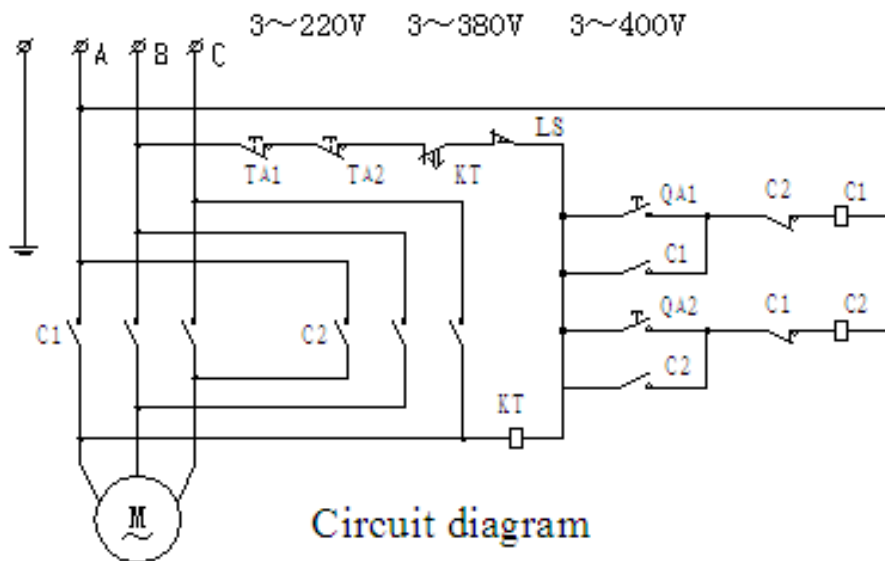 3～220V 3～380V 3～400V
A B C
LS
TA1 TA2 KT
QA1 C2 C1
C1
C1 C2 QA2 C1 C2
C2
KT
M
~
Circuit diagram